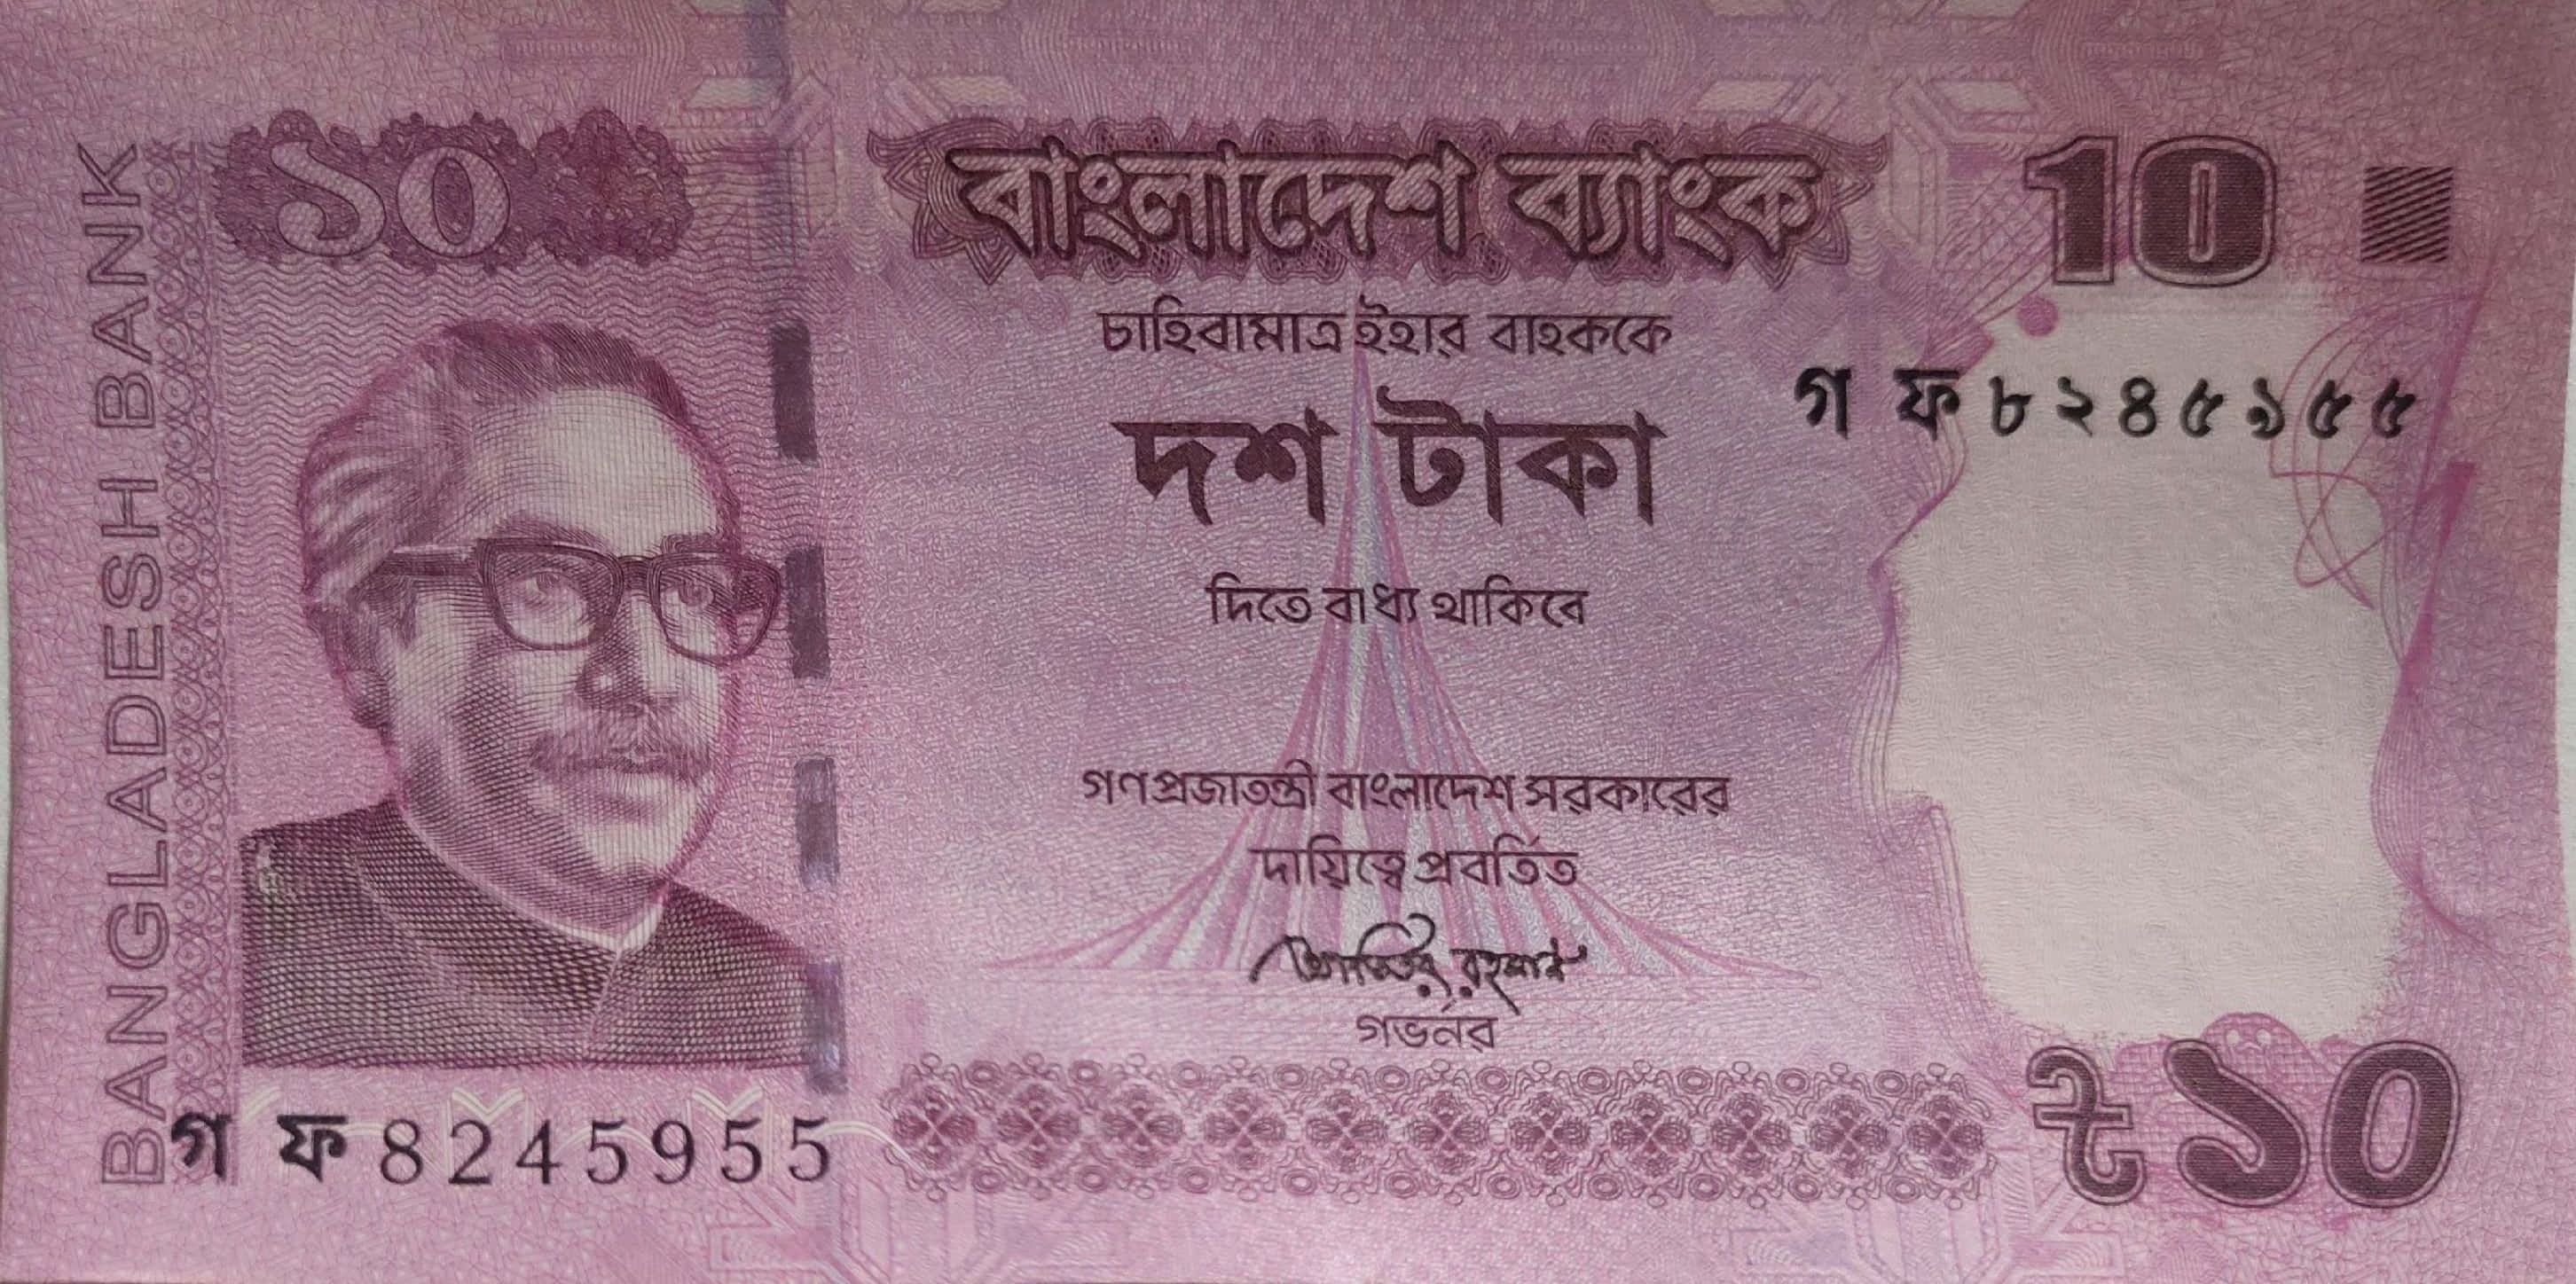 BANGLADESH BANK
১০
বাংলাদেশ ব্যাংক
10
চাহিবামাত্র ইহার বাহককে
গ ফ ৮২৪৫৯৫৫
দশ টাকা
দিতে বাধ্য থাকিবে
গণপ্রজাতন্ত্রী বাংলাদেশ সরকারের
দায়িত্বে প্রবর্তিত
আতিউর রহমান
গভর্নর
গ ফ 8245955
৳১০